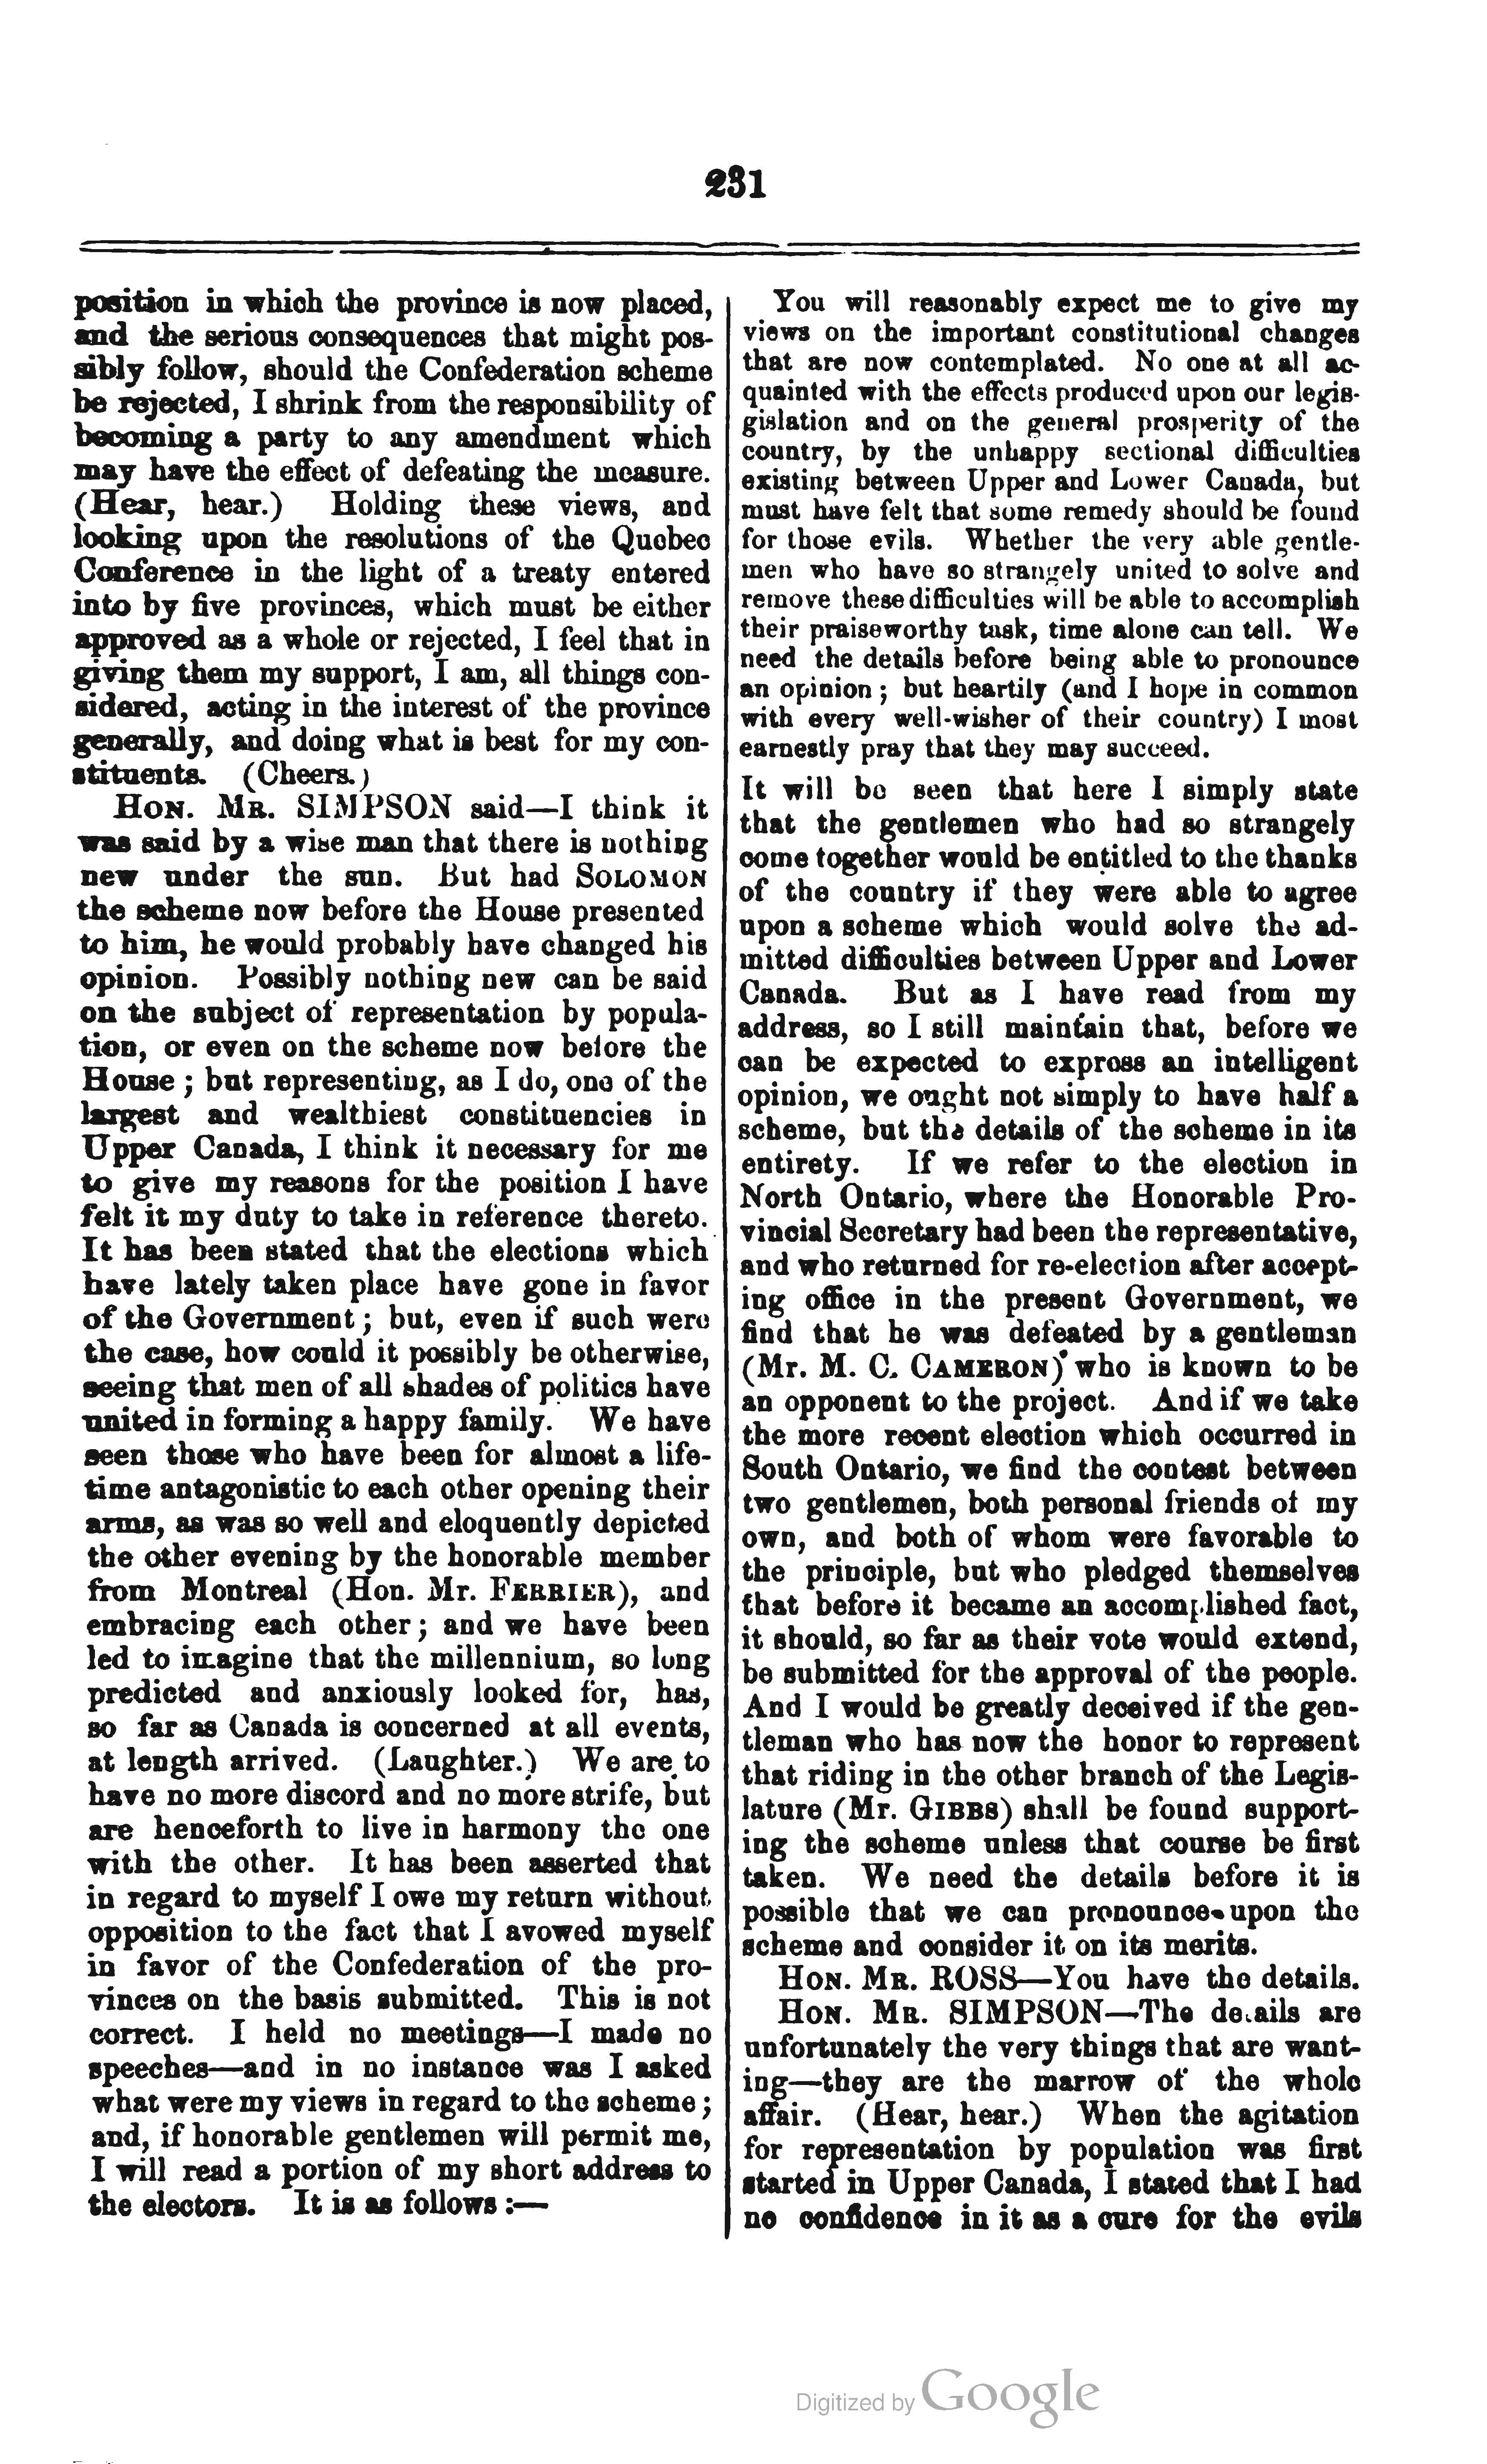 231
position in which the province is now placed,
and the serious consequences that might pos-
sibly follow, should the Confederation scheme
be rejected, I shrink from the responsibility of
becoming a party to any amendment which
may have the effect of defeating the measure.
(Hear, hear.) Holding these views, and
looking upon the resolutions of the Quebec
Conference in the light of a treaty entered
into by five provinces, which must be either
approved as a whole or rejected, I feel that in
giving them my support, I am, all things con-
sidered, acting in the interest of the province
generally, and doing what is best for my con-
stituents. (Cheers.)
HON. MR. SIMPSON said—I think it
was said by a wise man that there is nothing
new under the sun. But had SOLOMON
the scheme now before the House presented
to him, he would probably have changed his
opinion. Possibly nothing new can be said
on the subject of representation by popula-
tion, or even on the scheme now before the
House; but representing, as I do, one of the
largest and wealthiest constituencies in
Upper Canada, I think it necessary for me
to give my reasons for the position I have
felt it my duty to take in reference thereto.
It has been stated that the elections which
have lately taken place have gone in favor
of the Government; but, even if such were
the case, how could it possibly be otherwise,
seeing that men of all shades of politics have
united in forming a happy family. We have
seen those who have been for almost a life-
time antagonistic to each other opening their
arms, as was so well and eloquently depicted
the other evening by the honorable member
from Montreal (Hon. Mr. FERRIER), and
embracing each other; and we have been
led to imagine that the millennium, so long
predicted and anxiously looked for, has,
so far as Canada is concerned at all events,
at length arrived. (Laughter.) We are to
have no more discord and no more strife, but
are henceforth to live in harmony the one
with the other. It has been asserted that
in regard to myself I owe my return without
opposition to the fact that I avowed myself
in favor of the Confederation of the pro-
vinces on the basis submitted. This is not
correct. I held no meetings—I made no
speeches—and in no instance was I asked
what were my views in regard to the scheme;
and, if honorable gentlemen will permit me,
I will read a portion of my short address to
the electors. It is as follows:—
You will reasonably expect me to give my
views on the important constitutional changes
that are now contemplated. No one at all ac-
quainted with the effects produced upon our legis-
gislation and on the general prosperity of the
country, by the unhappy sectional difficulties
existing between Upper and Lower Canada, but
must have felt that some remedy should be found
for those evils. Whether the very able gentle-
men who have so strangely united to solve and
remove these difficulties will be able to accomplish
their praiseworthy task, time alone can tell. We
need the details before being able to pronounce
an opinion; but heartily (and I hope in common
with every well-wisher of their country) I most
earnestly pray that they may succeed.
It will be seen that here I simply state
that the gentlemen who had so strangely
come together would be entitled to the thanks
of the country if they were able to agree
upon a scheme which would solve the ad-
mitted difficulties between Upper and Lower
Canada. But as I have read from my
address, so I still maintain that, before we
can be expected to express an intelligent
opinion, we ought not simply to have half a
scheme, but the details of the scheme in its
entirety. If we refer to the election in
North Ontario, where the Honorable Pro-
vincial Secretary had been the representative,
and who returned for re-election after accept-
ing office in the present Government, we
find that he was defeated by a gentleman
(Mr. M. C. CAMERON) who is known to be
an opponent to the project. And if we take
the more recent election which occurred in
South Ontario, we find the contest between
two gentlemen, both personal friends of my
own, and both of whom were favorable to
the principle, but who pledged themselves
that before it became an accomplished fact,
it should, so far as their vote would extend,
be submitted for the approval of the people.
And I would be greatly deceived if the gen-
tleman who has now the honor to represent
that riding in the other branch of the Legis-
lature (Mr. GIBBS) shall be found support-
ing the scheme unless that course be first
taken. We need the details before it is
possible that we can pronounce upon the
scheme and consider it on its merits.
HON. MR. ROSS—You have the details.
HON. MR. SIMPSON—The details are
unfortunately the very things that are want-
ing—they are the marrow of the whole
affair. (Hear, hear.) When the agitation
for representation by population was first
started in Upper Canada, I stated that I had
no confidence in it as a cure for the evils
Digitized by Google